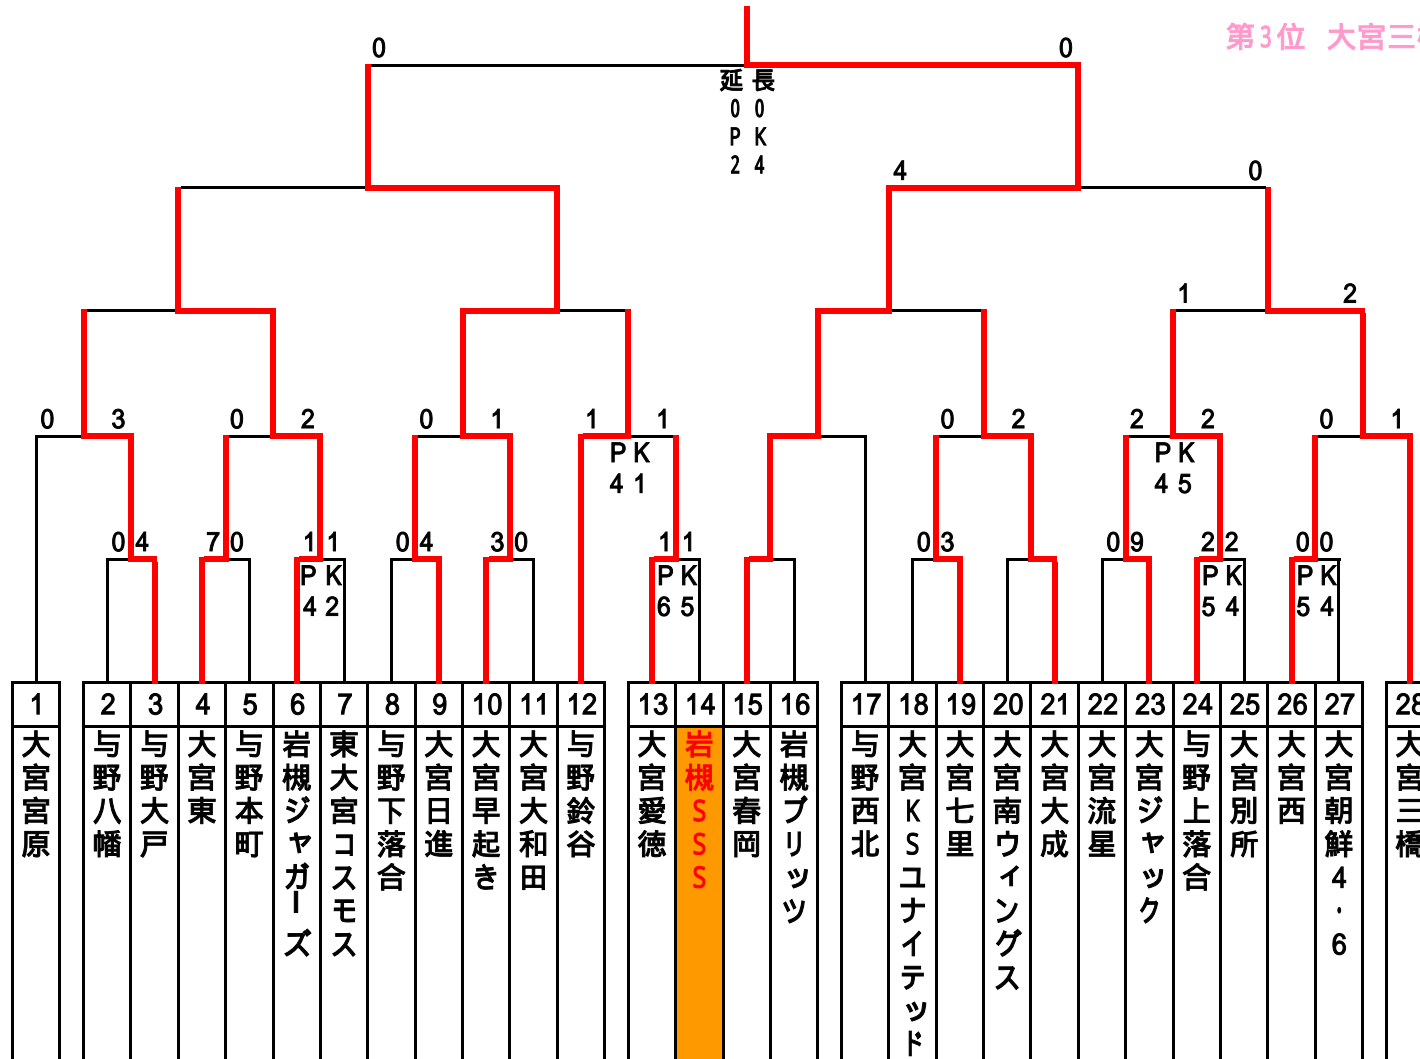 第3位 大宮三
0 0
延長
0 0
P K
2 4
4 0
1 2
0 3 0 2 0 1 1 1 0 2 2 2 0 1
P K P K
4 1 4 5
0 4 7 0 1 1 0 4 3 0 1 1 0 3 0 9 2 2 0 0
P K P K P K P K
4 2 6 5 5 4 5 4
1 2 3 4 5 6 7 8 9 10 11 12 13 14 15 16 17 18 19 20 21 22 23 24 25 26 27 28
大宮宮原
与野八幡
与野大戸
大宮東
与野本町
岩槻ジャガーズ
東大宮コスモス
与野下落合
大宮日進
大宮早起き
大宮大和田
与野鈴谷
大宮愛徳
岩槻SSS
大宮春岡
岩槻ブリッツ
与野西北
大宮KSユナイテッド
大宮七里
大宮南ウィングス
大宮大成
大宮流星
大宮ジャック
与野上落合
大宮別所
大宮西
大宮朝鮮4・6
大宮三橋